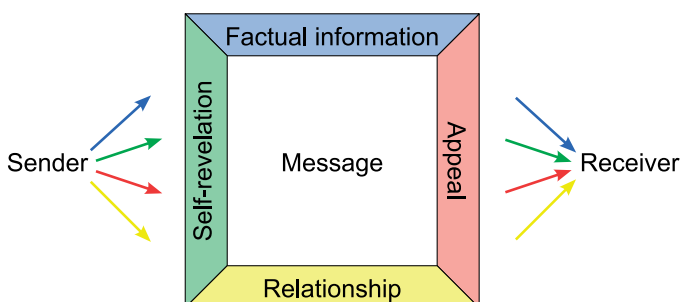 Factual information
Sender
Self-revelation
Message
Appeal
Receiver
Relationship